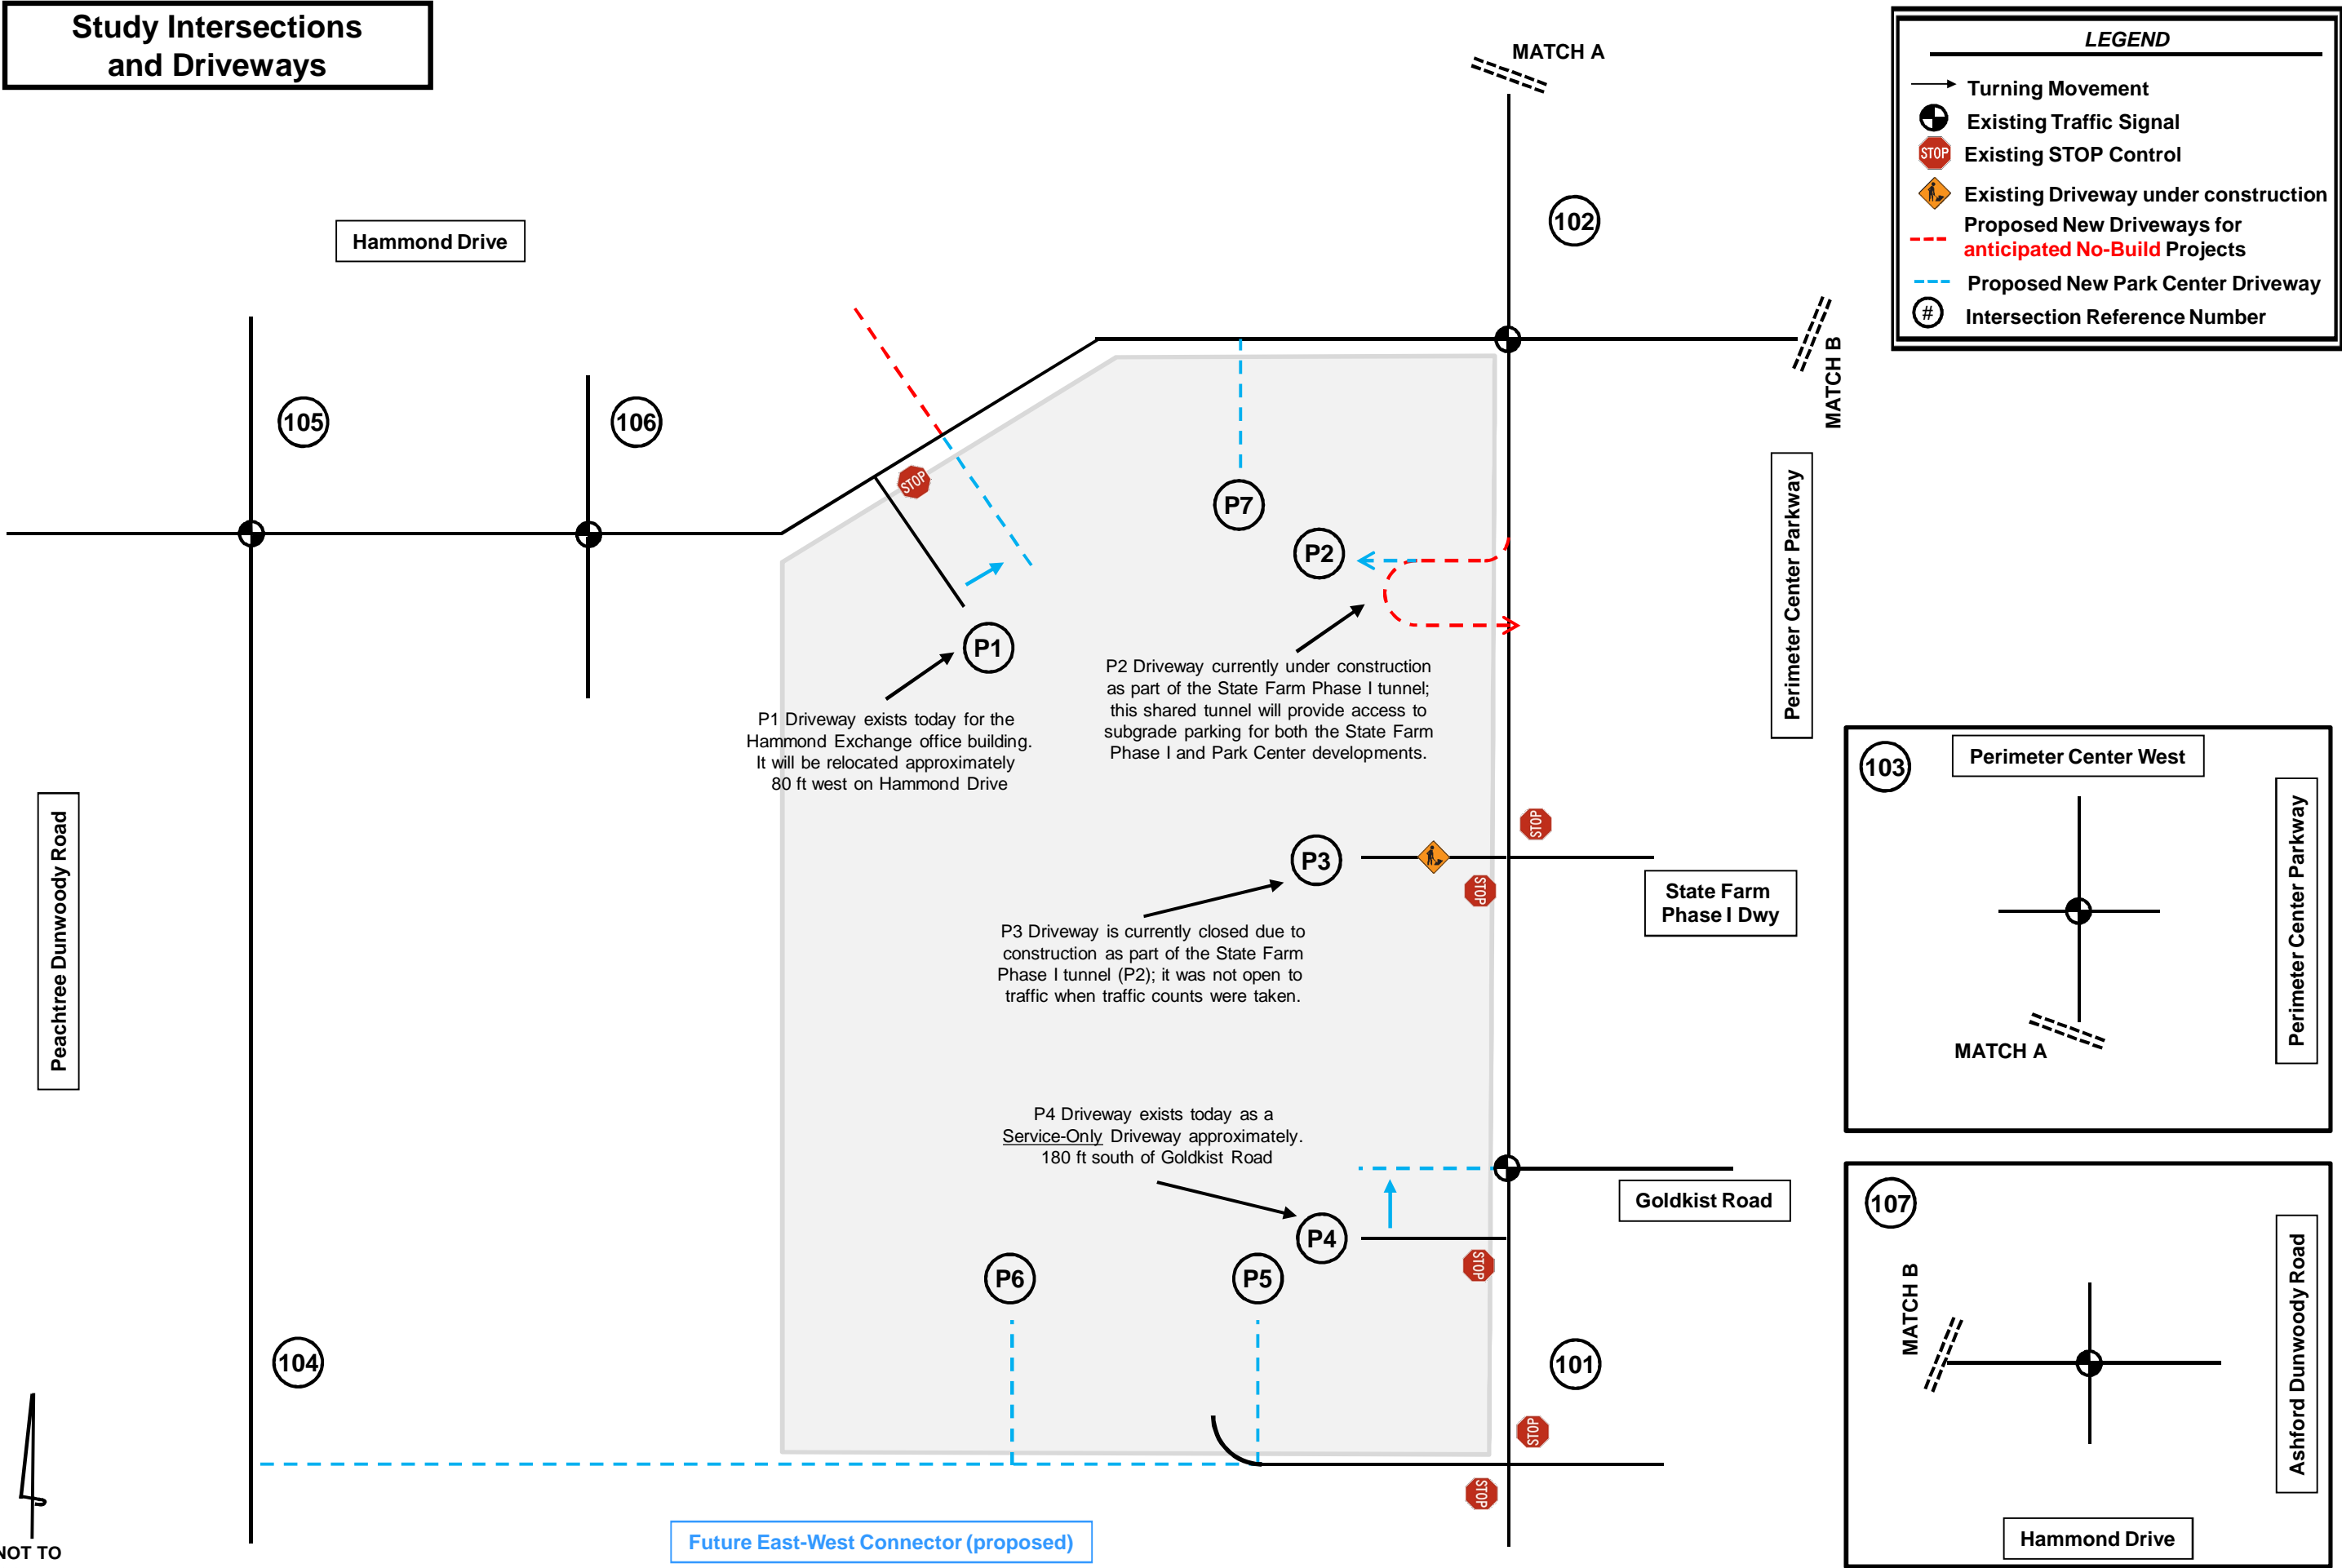 Study Intersections
and Driveways
LEGEND
Turning Movement
Existing Traffic Signal
STOP
Existing STOP Control
Existing Driveway under construction
Proposed New Driveways for
anticipated No-Build Projects
Proposed New Park Center Driveway
#
Intersection Reference Number
MATCH A
102
Hammond Drive
MATCH B
105
106
STOP
P7
P2
Perimeter Center Parkway
P1
P2 Driveway currently under construction
as part of the State Farm Phase I tunnel;
this shared tunnel will provide access to
subgrade parking for both the State Farm
Phase I and Park Center developments.
P1 Driveway exists today for the
Hammond Exchange office building.
It will be relocated approximately
80 ft west on Hammond Drive
Peachtree Dunwoody Road
STOP
P3
STOP
State Farm
Phase I Dwy
P3 Driveway is currently closed due to
construction as part of the State Farm
Phase I tunnel (P2); it was not open to
traffic when traffic counts were taken.
103
Perimeter Center West
Perimeter Center Parkway
MATCH A
P4 Driveway exists today as a
Service-Only Driveway approximately.
180 ft south of Goldkist Road
Goldkist Road
P4
STOP
P6
P5
104
101
STOP
STOP
107
MATCH B
Ashford Dunwoody Road
Hammond Drive
Future East-West Connector (proposed)
NOT TO